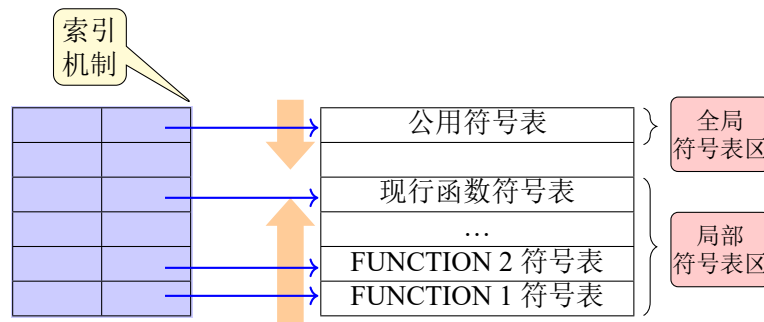 索引
机制
公用符号表
全局
符号表区
现行函数符号表
…
局部
符号表区
FUNCTION 2 符号表
FUNCTION 1 符号表